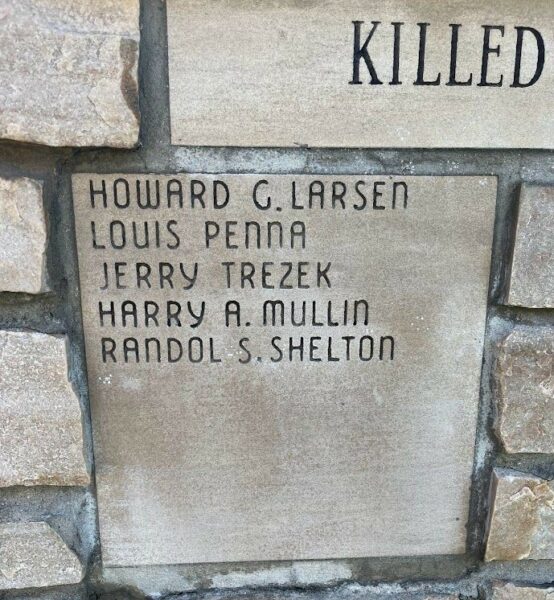 KILLED
HOWARD G. LARSEN
LOUIS PENNA
JERRY TREZEK
HARRY A. MULLIN
RANDOL S. SHELTON